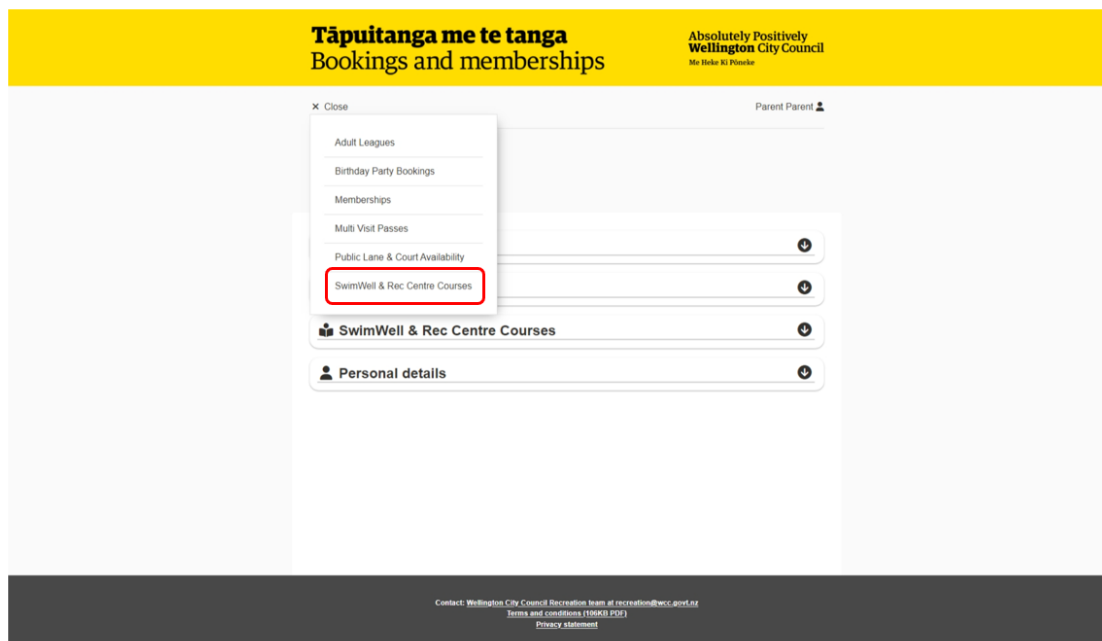 Tāpuitanga me te tanga
Bookings and memberships
Absolutely Positively
Wellington City Council
Me Heke Ki Pōneke
× Close
Parent Parent
Adult Leagues
Birthday Party Bookings
Memberships
Multi Visit Passes
Public Lane & Court Availability
SwimWell & Rec Centre Courses
SwimWell & Rec Centre Courses
Personal details
Contact: Wellington City Council Recreation team at recreation@wcc.govt.nz
Terms and conditions (106KB PDF)
Privacy statement